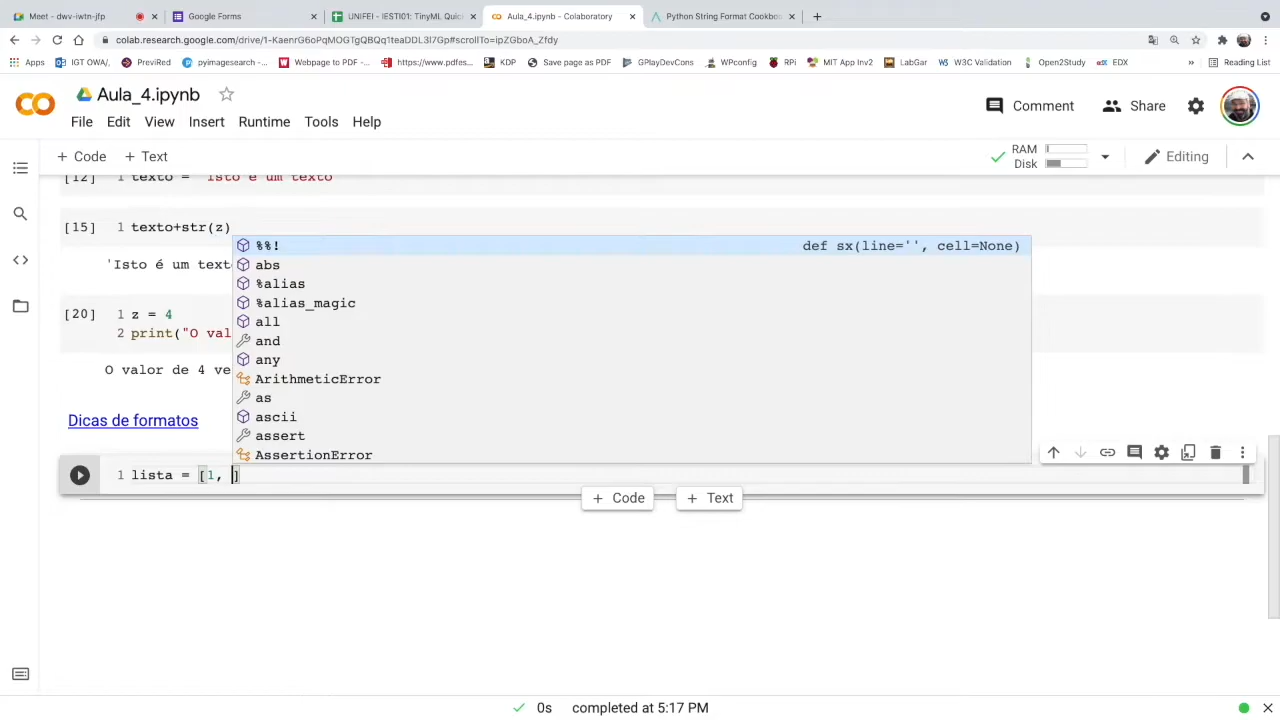 Meet - dwv-iwtn-jfp
Google Forms
UNIFEI - IESTI01: TinyML Quic
Aula_4.ipynb - Colaboratory
Python String Format Cookboo
colab.research.google.com/drive/1-KaenrG6oPqMOGTgQBQq1teaDDL3I7Gp#scrollTo=ipZGboA_Zfdy
Apps
IGT OWA/,
PreviRed
pyimagesearch -...
Webpage to PDF -...
https://www.pdfes...
KDP
Save page as PDF
GPlayDevCons
WPconfig
RPi
MIT App Inv2
LabGar
W3C Validation
Open2Study
EDX
»
Reading List
Aula_4.ipynb
Comment
Share
File Edit View Insert Runtime Tools Help
+ Code + Text
RAM
Disk
Editing
[12] 1 texto = "Isto é um texto"
[15] 1 texto+str(z)
'Isto é um texto
[20] 1 z = 4
2 print("O val
O valor de 4 ve
Dicas de formatos
%%! def sx(line='', cell=None)
abs
%alias
%alias_magic
all
and
any
ArithmeticError
as
ascii
assert
AssertionError
1 lista = [1, ]
+ Code + Text
0s completed at 5:17 PM